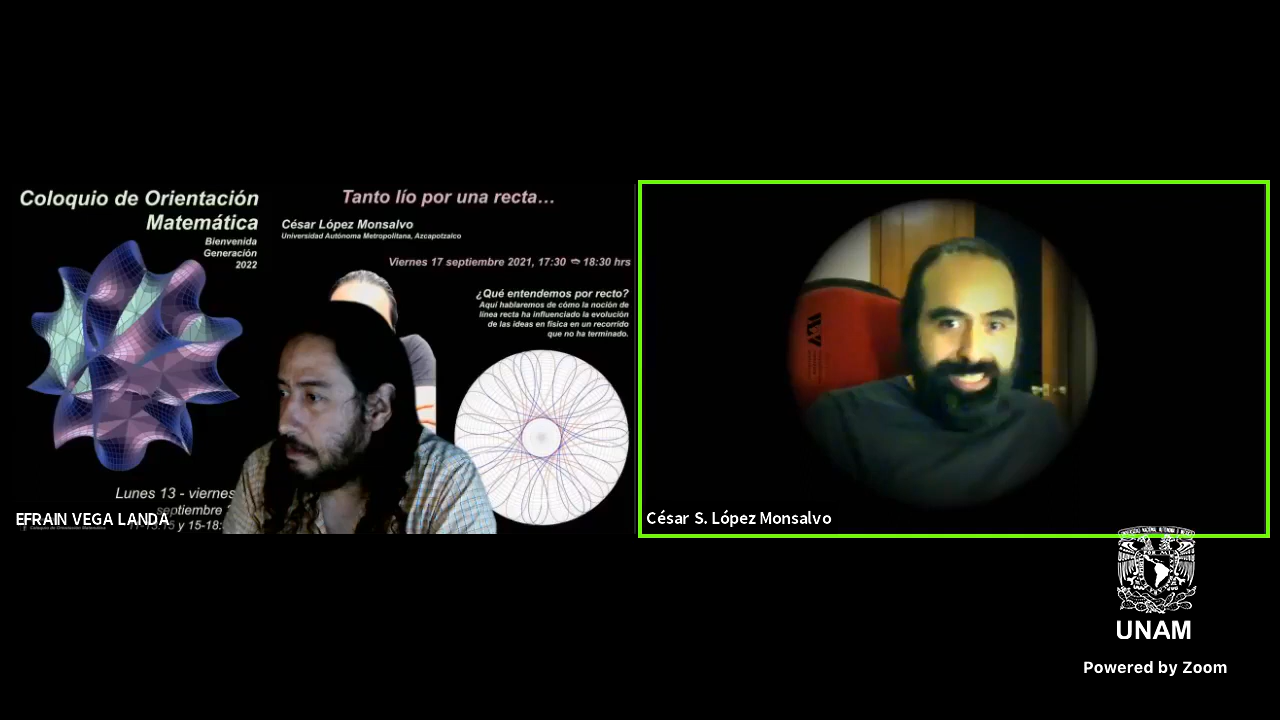 Coloquio de Orientación
Matemática
Bienvenida
Generación
2022
Lunes 13 - viernes
septiembre
y 15-18:
EFRAIN VEGA LANDA
Tanto lío por una recta...
César López Monsalvo
Universidad Autónoma Metropolitana, Azcapotzalco
Viernes 17 septiembre 2021, 17:30 18:30 hrs
¿Qué entendemos por recto?
Aquí hablaremos de cómo la noción de
línea recta ha influenciado la evolución
de las ideas en física en un recorrido
que no ha terminado.
César S. López Monsalvo
UNAM
Powered by Zoom